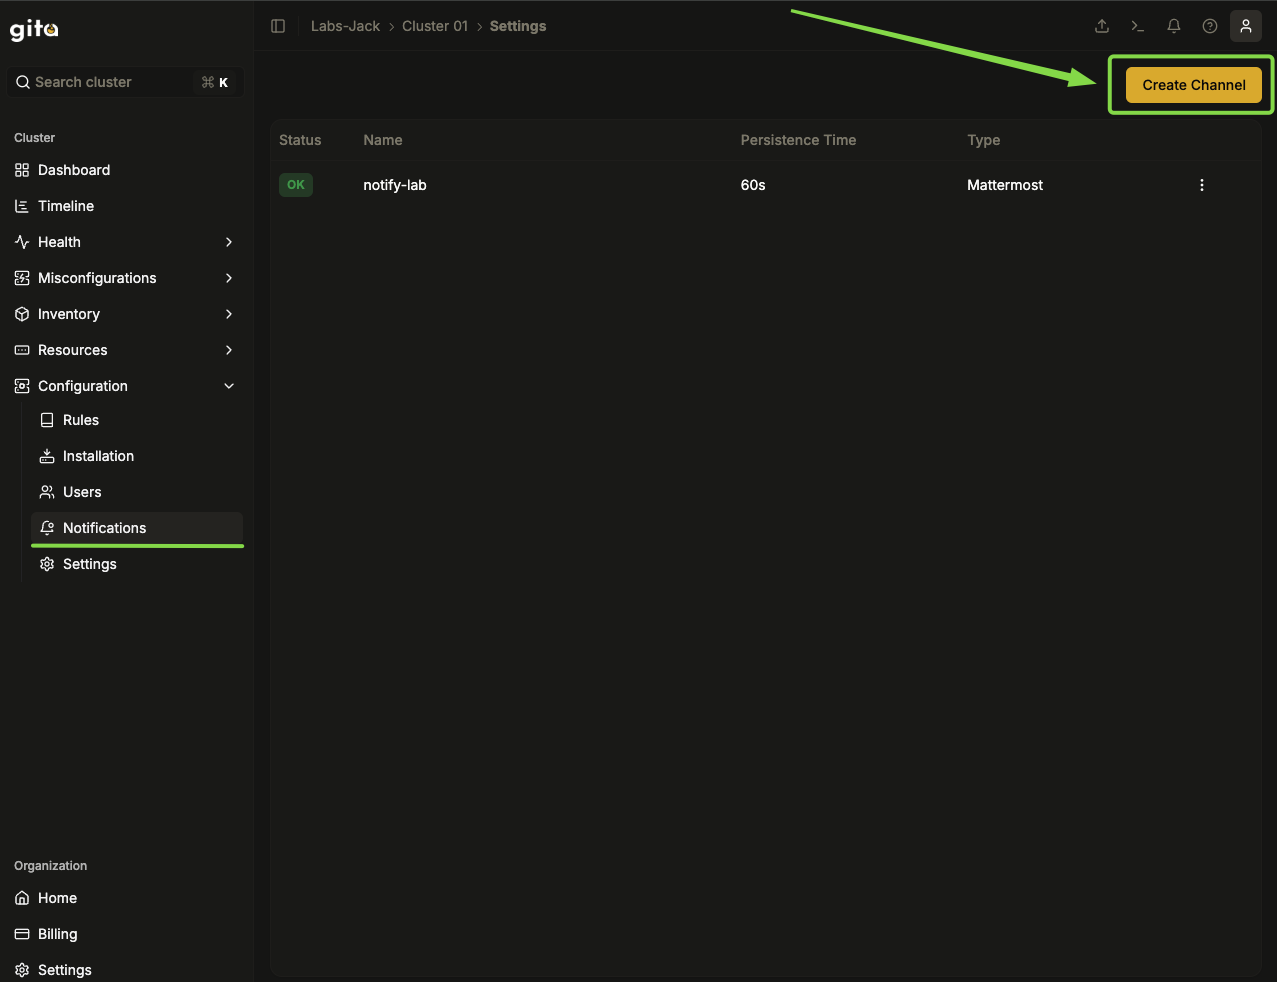 gita
Labs-Jack > Cluster 01 > Settings
Search cluster ⌘ K
Create Channel
Cluster
Dashboard
Timeline
Health
Misconfigurations
Inventory
Resources
Configuration
Rules
Installation
Users
Notifications
Settings
Status Name Persistence Time Type
OK notify-lab 60s Mattermost
Organization
Home
Billing
Settings